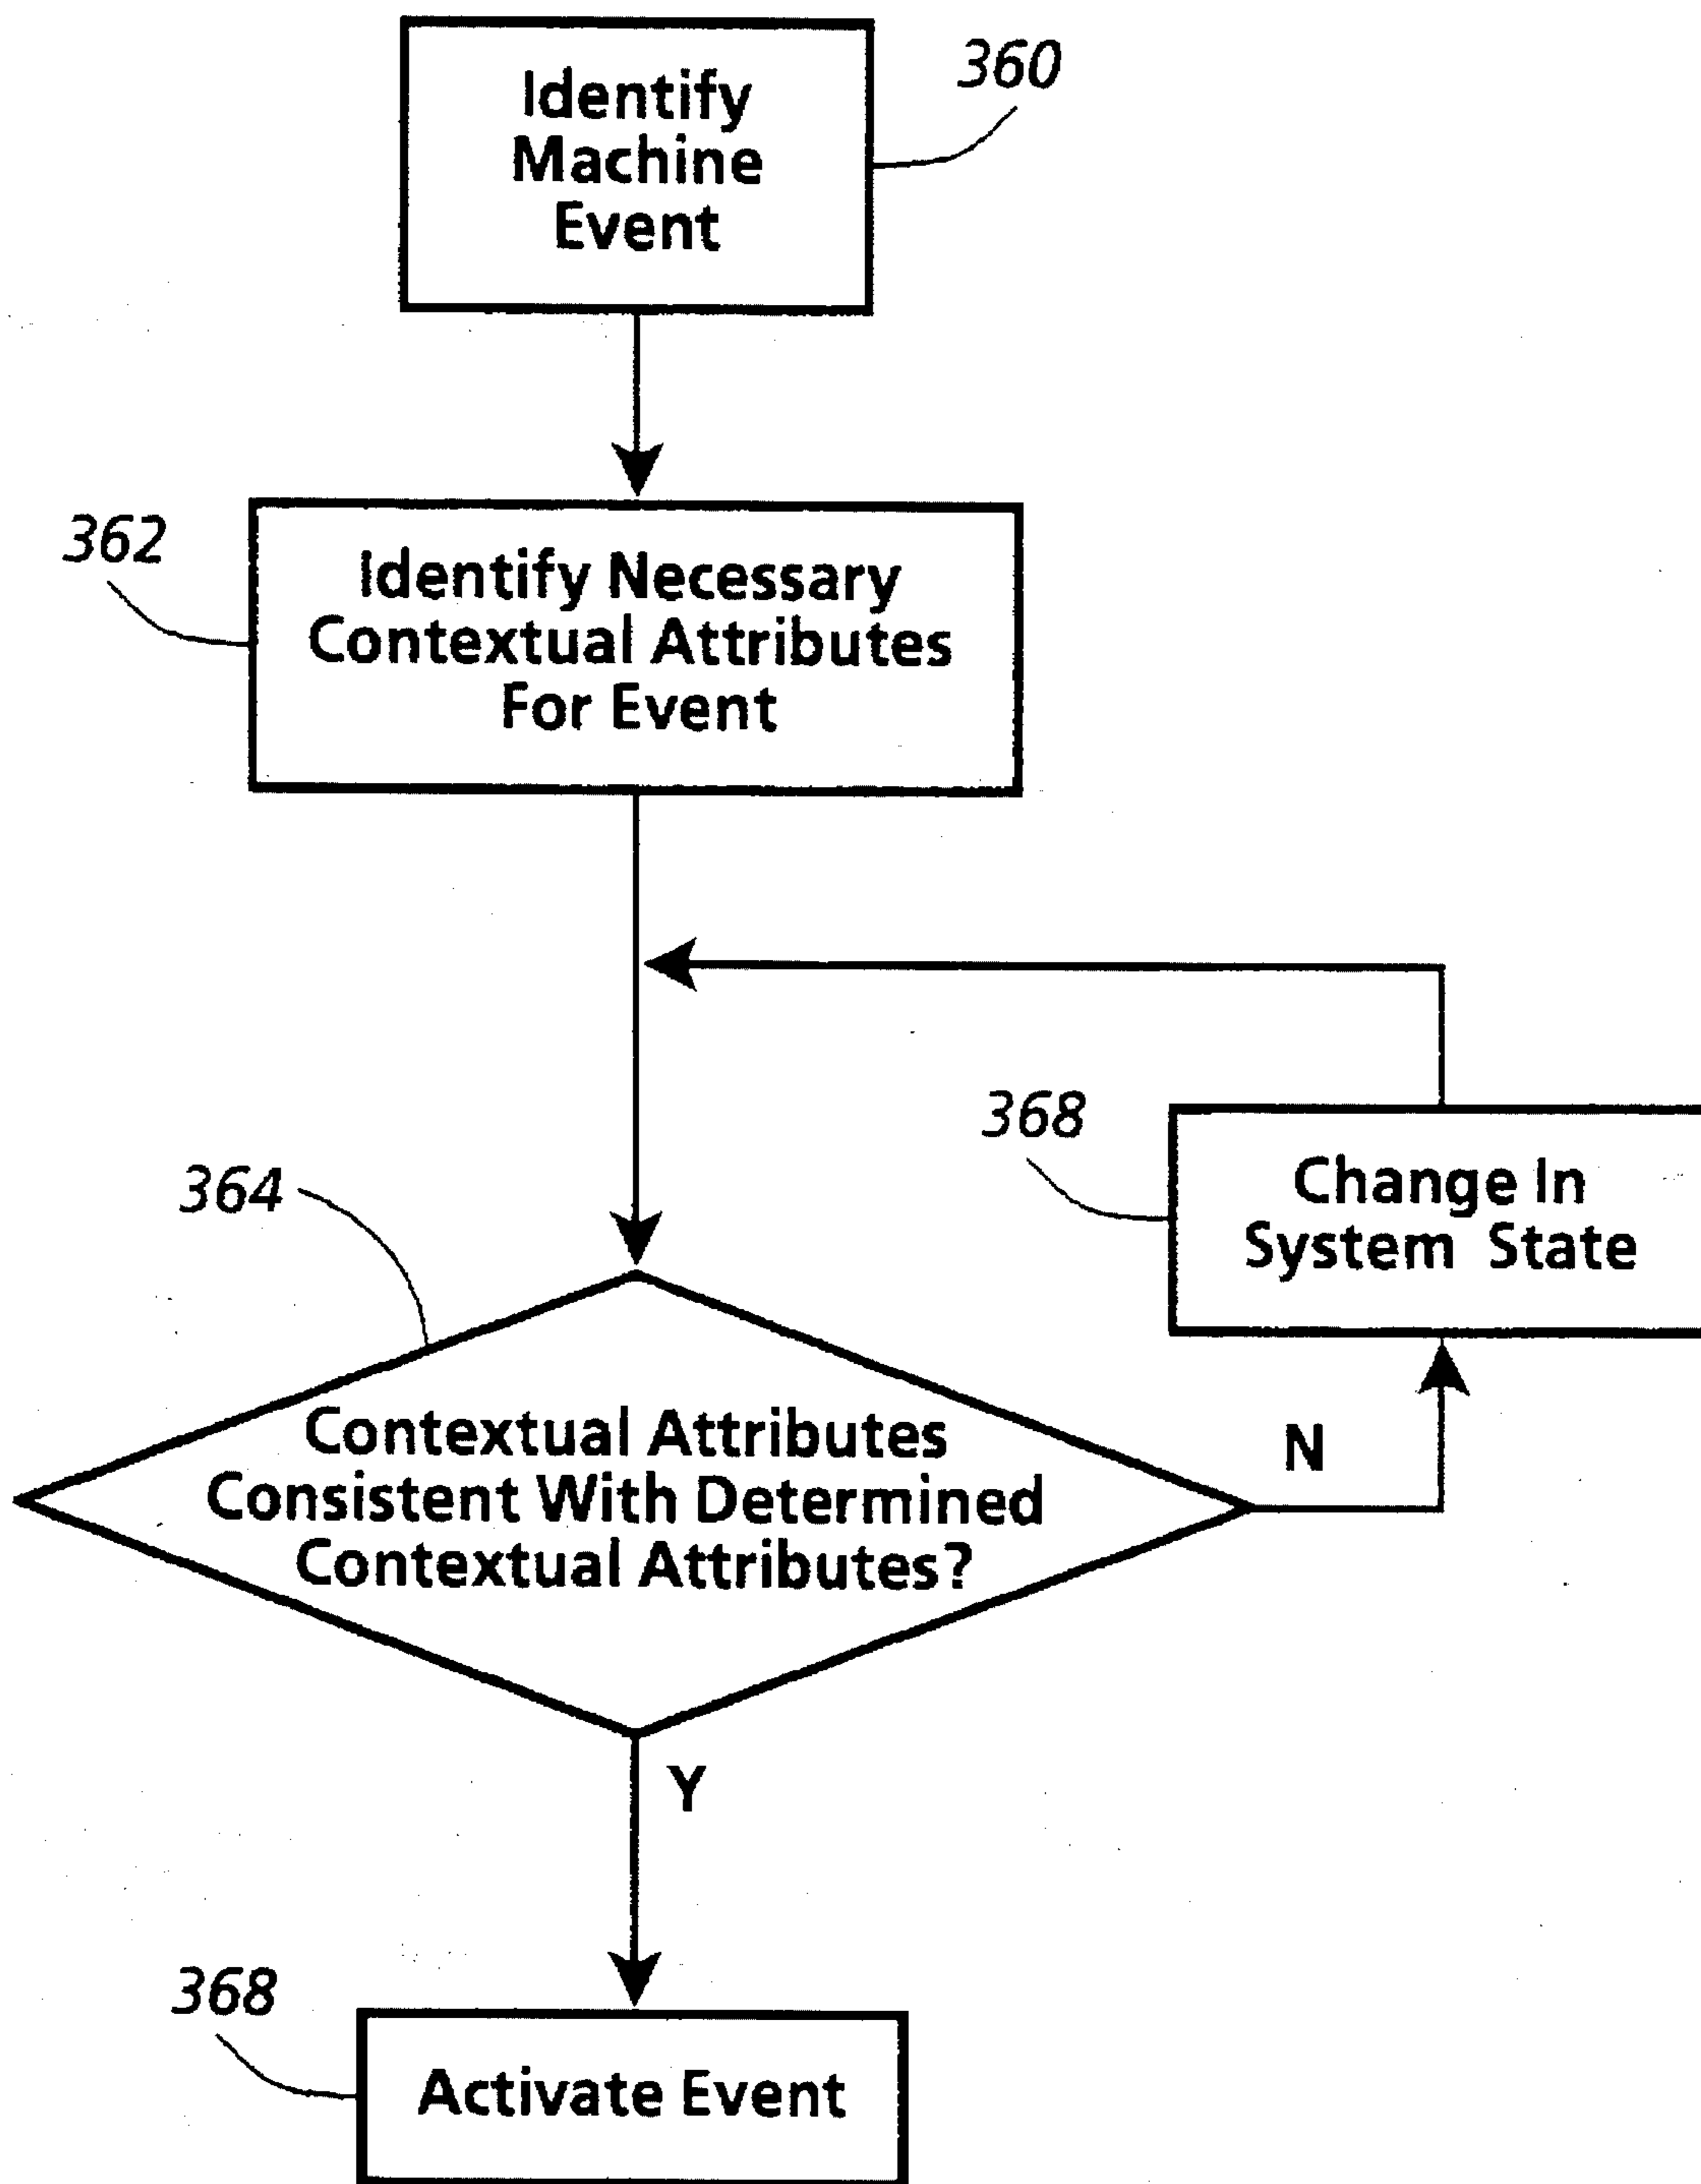 Identify
Machine
Event
360
362
Identify Necessary
Contextual Attributes
For Event
368
Change In
System State
364
Contextual Attributes
Consistent With Determined
Contextual Attributes?
N
Y
368
Activate Event